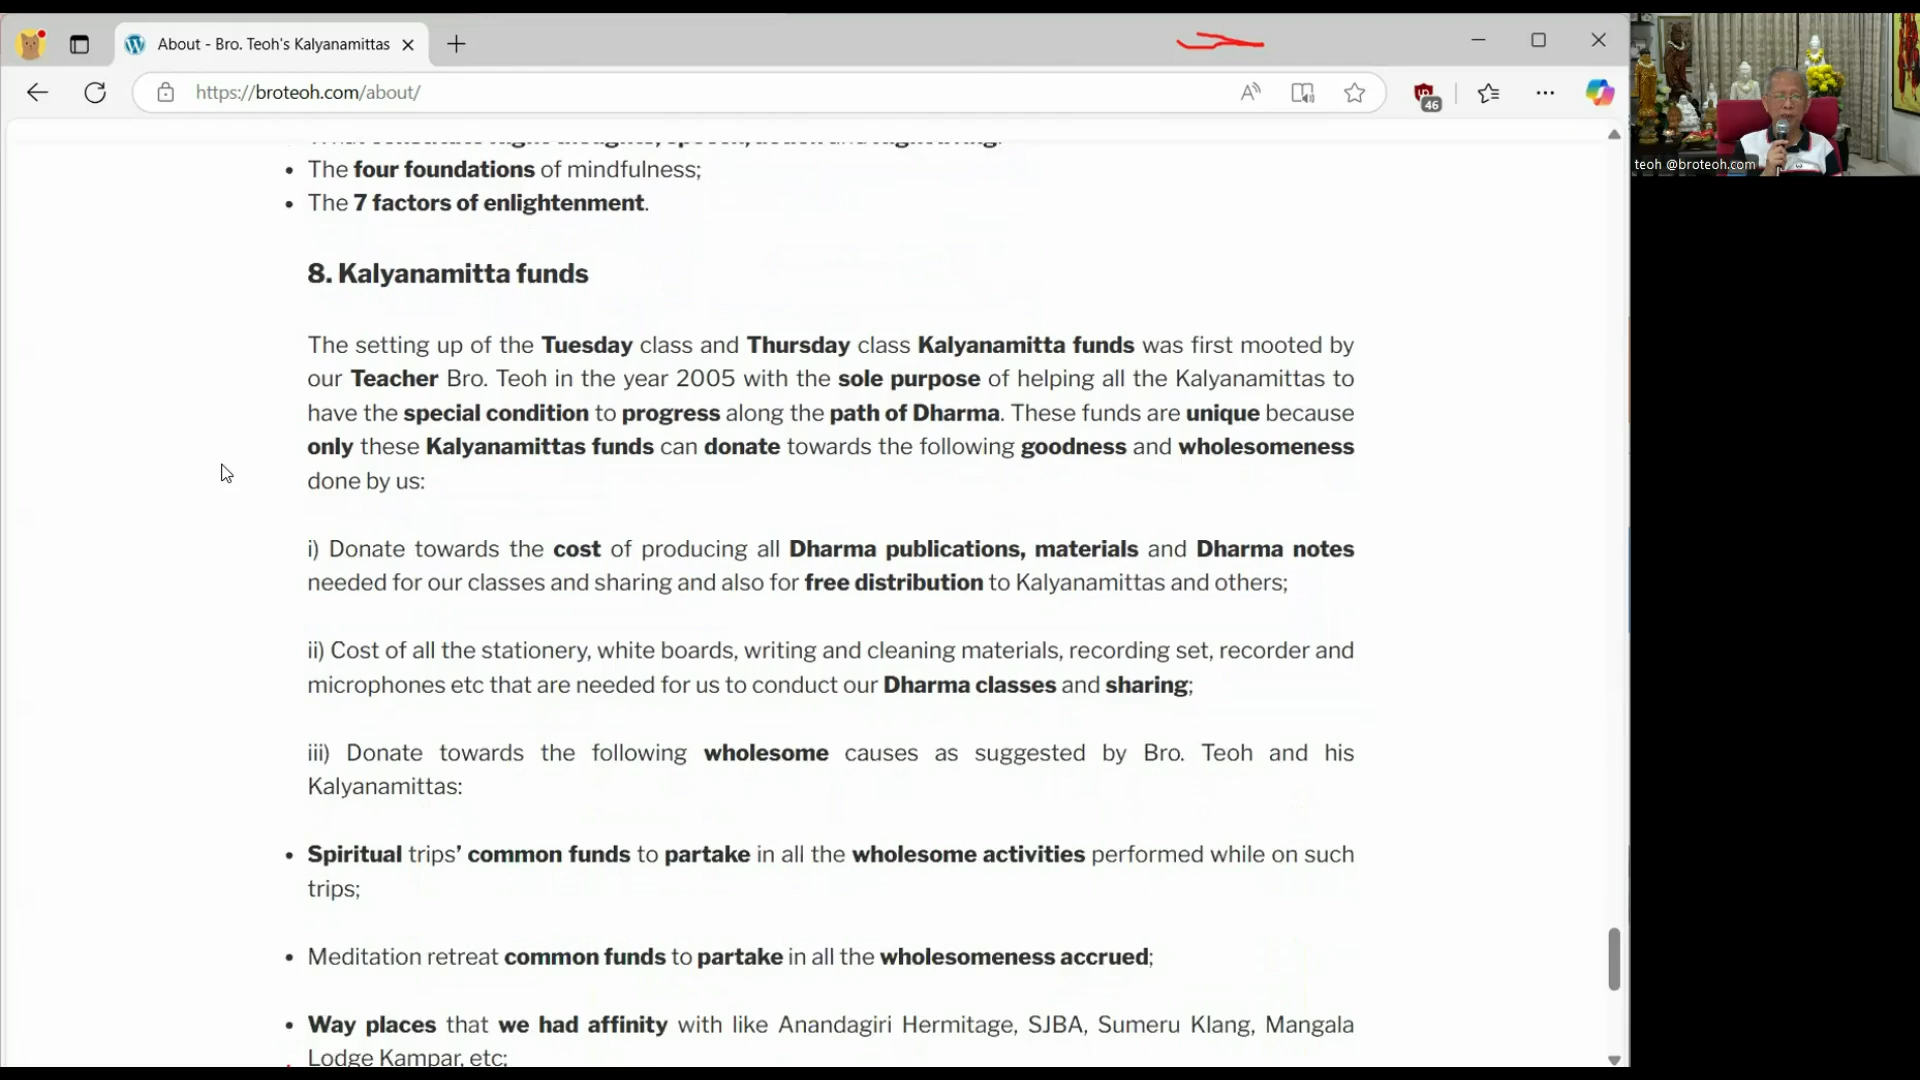 About - Bro. Teoh's Kalyanamittas
https://broteoh.com/about/
46
teoh @broteoh.com
• The four foundations of mindfulness;
• The 7 factors of enlightenment.
8. Kalyanamitta funds
The setting up of the Tuesday class and Thursday class Kalyanamitta funds was first mooted by
our Teacher Bro. Teoh in the year 2005 with the sole purpose of helping all the Kalyanamittas to
have the special condition to progress along the path of Dharma. These funds are unique because
only these Kalyanamittas funds can donate towards the following goodness and wholesomeness
done by us:
i) Donate towards the cost of producing all Dharma publications, materials and Dharma notes
needed for our classes and sharing and also for free distribution to Kalyanamittas and others;
ii) Cost of all the stationery, white boards, writing and cleaning materials, recording set, recorder and
microphones etc that are needed for us to conduct our Dharma classes and sharing;
iii) Donate towards the following wholesome causes as suggested by Bro. Teoh and his
Kalyanamittas:
• Spiritual trips’ common funds to partake in all the wholesome activities performed while on such
trips;
• Meditation retreat common funds to partake in all the wholesomeness accrued;
• Way places that we had affinity with like Anandagiri Hermitage, SJBA, Sumeru Klang, Mangala
Lodge Kampar, etc;